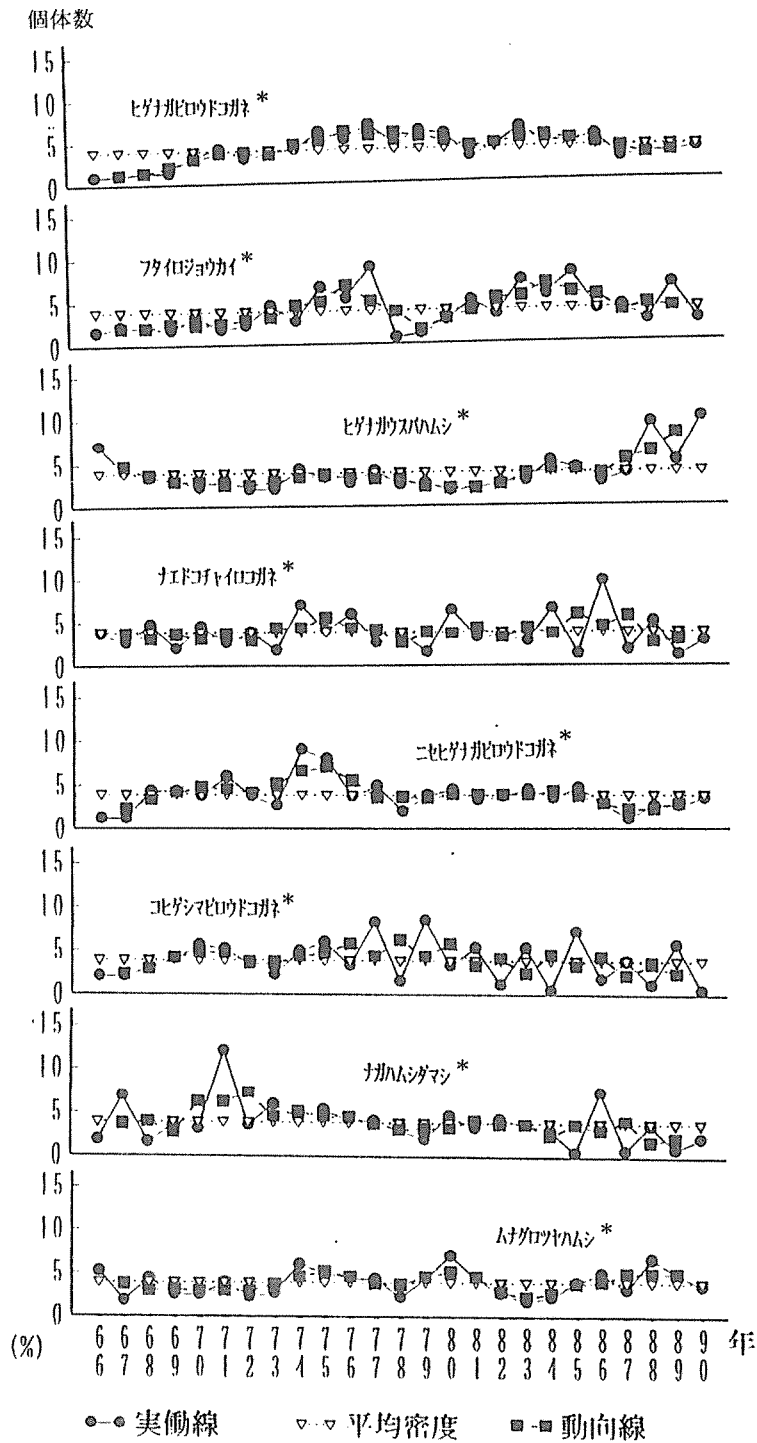 個体数
15
10
5
0
ヒゲナガビロウドコガネ*
15
10
5
0
フタイロジョウカイ*
15
10
5
0
ヒゲナガウスバハムシ*
15
10
5
0
ナエドコチャイロコガネ*
15
10
5
0
ニセヒゲナガビロウドコガネ*
15
10
5
0
コヒゲシマビロウドコガネ*
15
10
5
0
ナガハムシダマシ*
15
10
5
0
ムナグロツヤハムシ*
(%) 66 67 68 69 70 71 72 73 74 75 76 77 78 79 80 81 82 83 84 85 86 87 88 89 90 年
実働線 平均密度 動向線